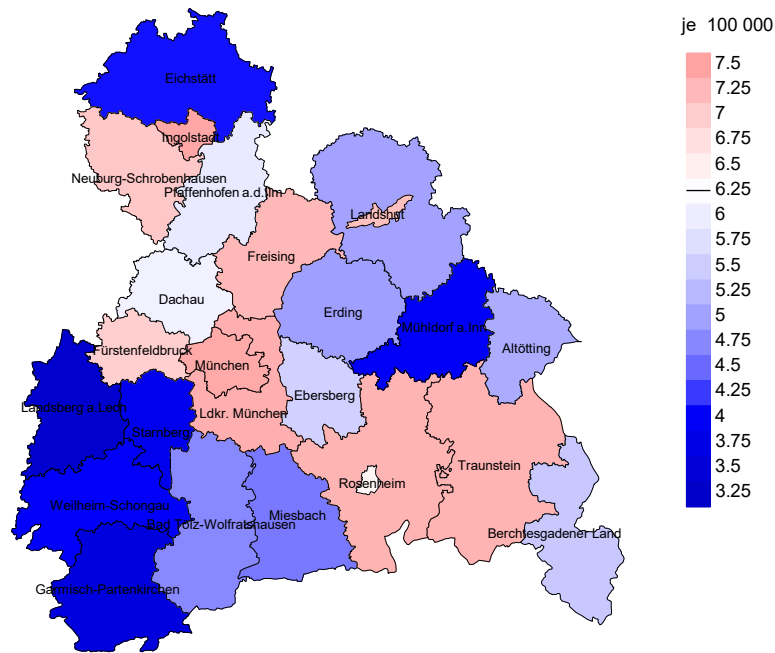 je 100 000
7.5
7.25
7
6.75
6.5
6.25
6
5.75
5.5
5.25
5
4.75
4.5
4.25
4
3.75
3.5
3.25
Eichstätt
Ingolstadt
Neuburg-Schrobenhausen
Pfaffenhofen a.d.Ilm
Landshut
Freising
Dachau
Erding
Mühldorf a.Inn
Altötting
Fürstenfeldbruck
München
Ebersberg
Landsberg a.Lech
Ldkr. München
Starnberg
Traunstein
Rosenheim
Weilheim-Schongau
Miesbach
Bad Tölz-Wolfratshausen
Berchtesgadener Land
Garmisch-Partenkirchen